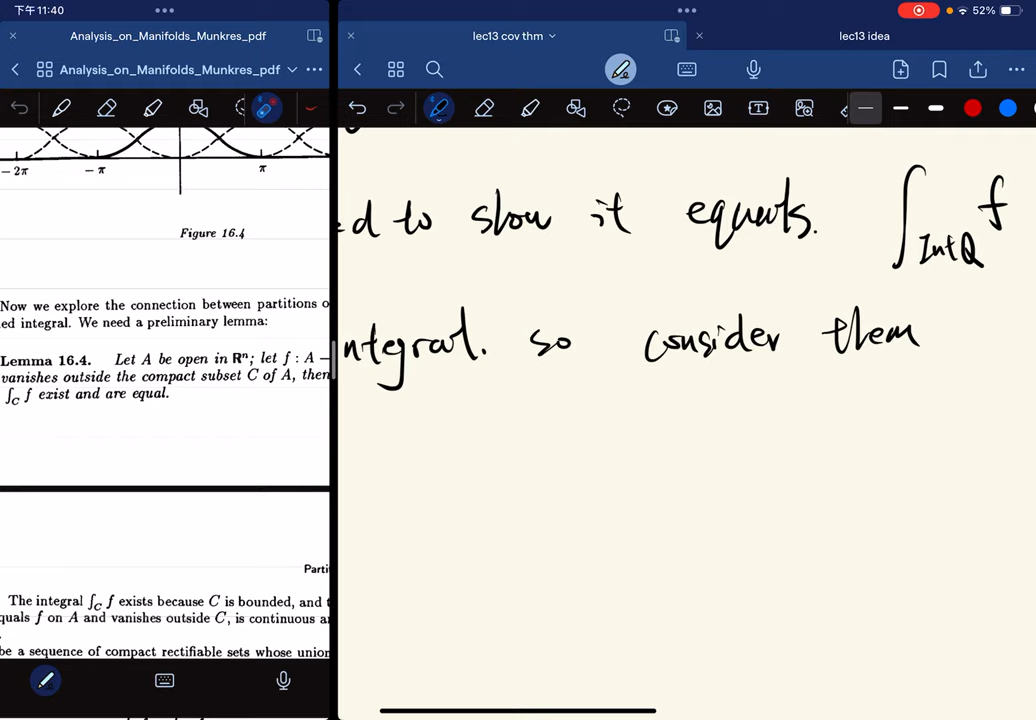 下午11:40
52%
Analysis_on_Manifolds_Munkres_pdf
lec13 cov thm
lec13 idea
Analysis_on_Manifolds_Munkres_pdf
− 2π
− π
π
Figure 16.4
Now we explore the connection between partitions o
ed integral. We need a preliminary lemma:
Lemma 16.4. Let A be open in Rⁿ; let f : A −
vanishes outside the compact subset C of A, then
∫_C f exist and are equal.
Parti
The integral ∫_C f exists because C is bounded, and
quals f on A and vanishes outside C, is continuous a
be a sequence of compact rectifiable sets whose union
ed to show it equals. ∫_{Int Q} f
ntegral. so consider them